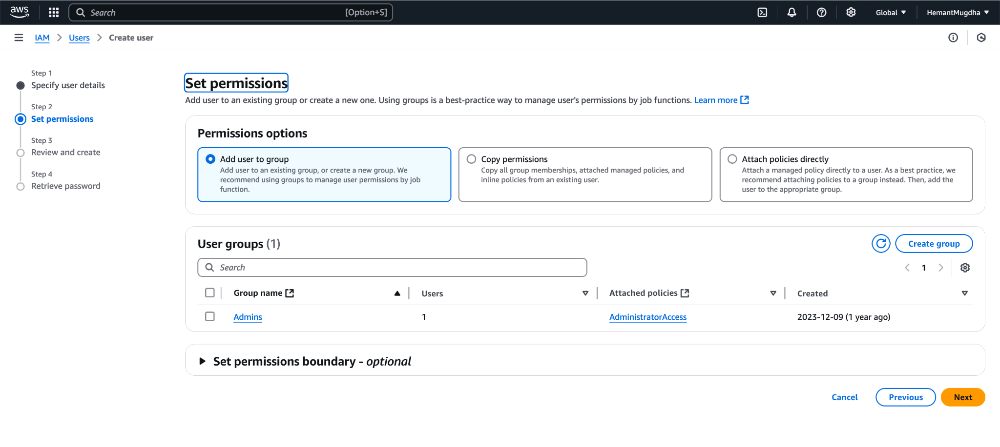 aws
Search [Option+S]
Global
HemantMugdha
IAM > Users > Create user
Step 1
Specify user details
Step 2
Set permissions
Step 3
Review and create
Step 4
Retrieve password
Set permissions
Add user to an existing group or create a new one. Using groups is a best-practice way to manage user's permissions by job functions. Learn more
Permissions options
Add user to group
Add user to an existing group, or create a new group. We
recommend using groups to manage user permissions by job
function.
Copy permissions
Copy all group memberships, attached managed policies, and
inline policies from an existing user.
Attach policies directly
Attach a managed policy directly to a user. As a best practice, we
recommend attaching policies to a group instead. Then, add the
user to the appropriate group.
User groups (1)
Create group
Search
1
Group name Users Attached policies Created
Admins 1 AdministratorAccess 2023-12-09 (1 year ago)
Set permissions boundary - optional
Cancel Previous Next